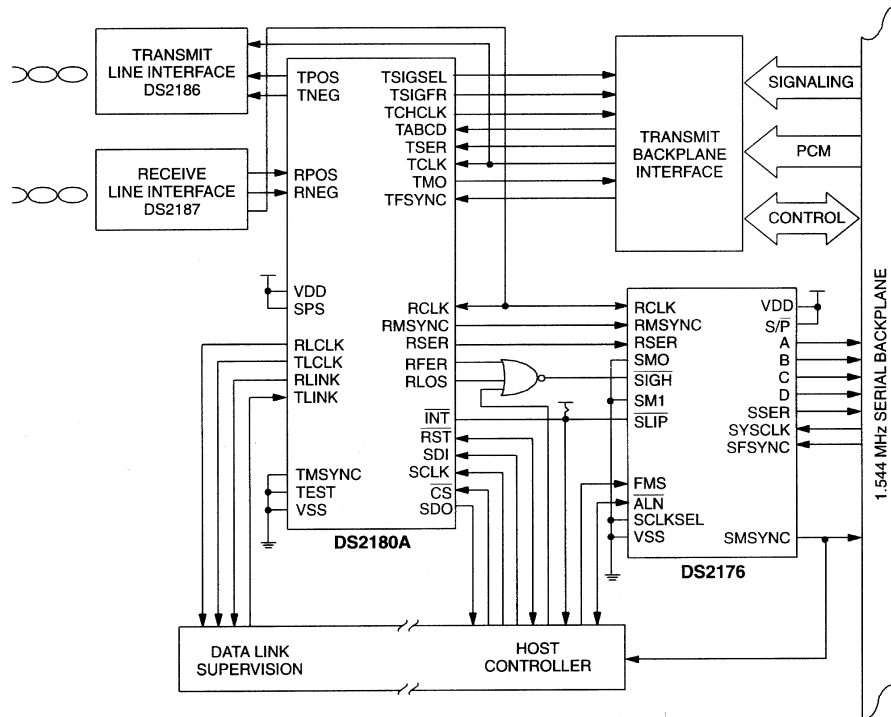 TRANSMIT
LINE INTERFACE
DS2186
RECEIVE
LINE INTERFACE
DS2187
TPOS
TNEG
RPOS
RNEG
VDD
SPS
RLCLK
TLCLK
RLINK
TLINK
TMSYNC
TEST
VSS
TSIGSEL
TSIGFR
TCHCLK
TABCD
TSER
TCLK
TMO
TFSYNC
RCLK
RMSYNC
RSER
RFER
RLOS
INT
RST
SDI
SCLK
CS
SDO
DS2180A
TRANSMIT
BACKPLANE
INTERFACE
SIGNALING
PCM
CONTROL
RCLK
RMSYNC
RSER
SMO
SIGH
SM1
SLIP
FMS
ALN
SCLKSEL
VSS
VDD
S/P
A
B
C
D
SSER
SYSCLK
SFSYNC
SMSYNC
DS2176
1.544 MHz SERIAL BACKPLANE
DATA LINK
SUPERVISION
HOST
CONTROLLER